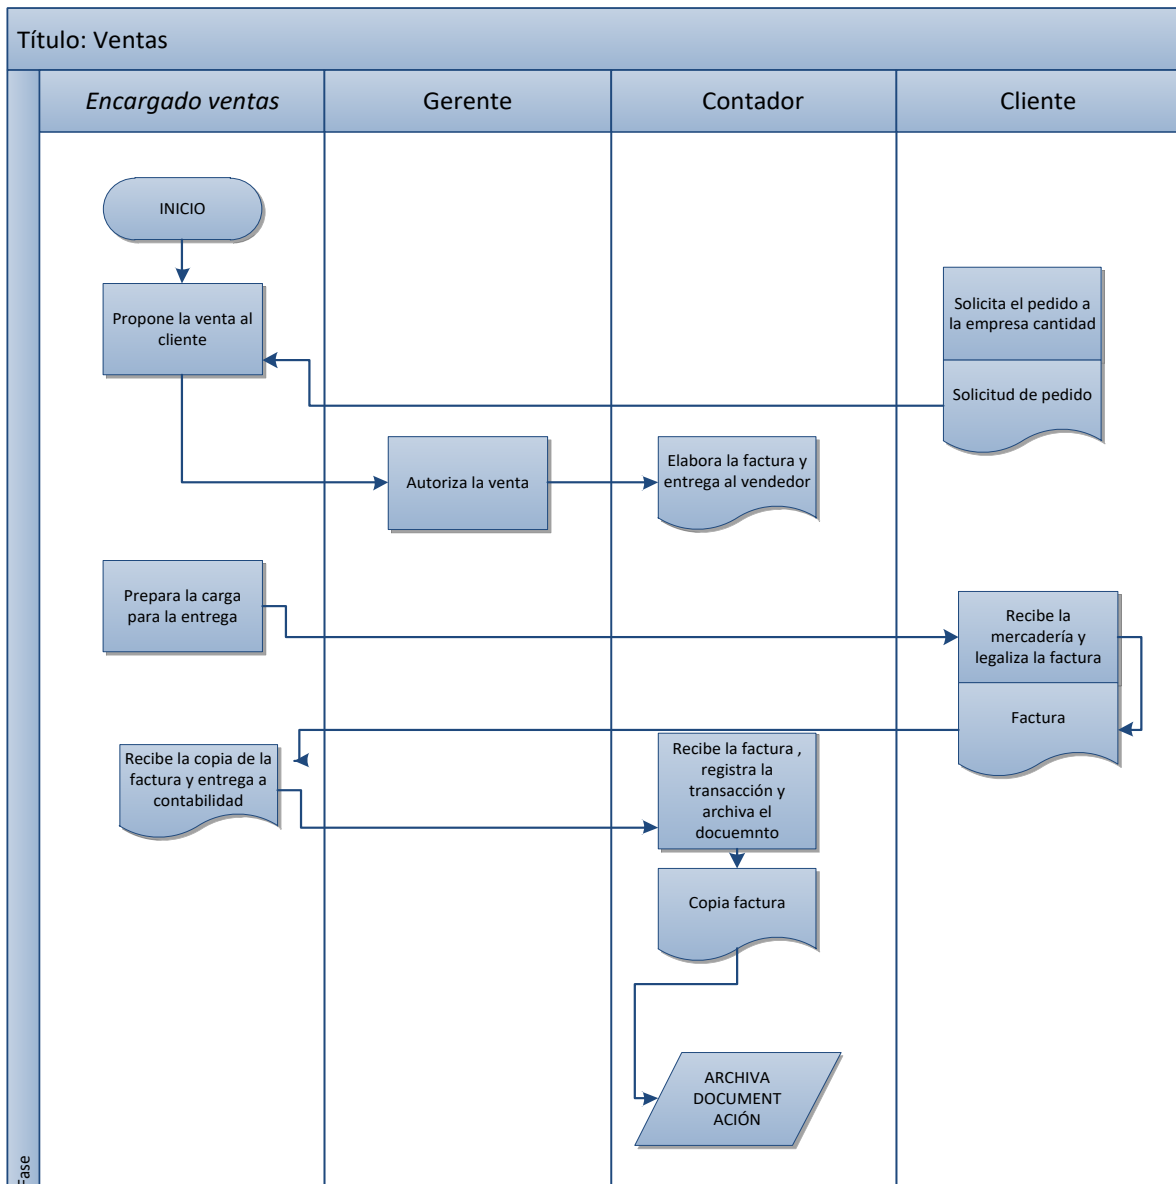 Título: Ventas
Encargado ventas
Gerente
Contador
Cliente
INICIO
Propone la venta al
cliente
Solicita el pedido a
la empresa cantidad
Solicitud de pedido
Autoriza la venta
Elabora la factura y
entrega al vendedor
Prepara la carga
para la entrega
Recibe la
mercadería y
legaliza la factura
Factura
Recibe la copia de la
factura y entrega a
contabilidad
Recibe la factura ,
registra la
transacción y
archiva el
docuemnto
Copia factura
ARCHIVA
DOCUMENT
ACIÓN
Fase